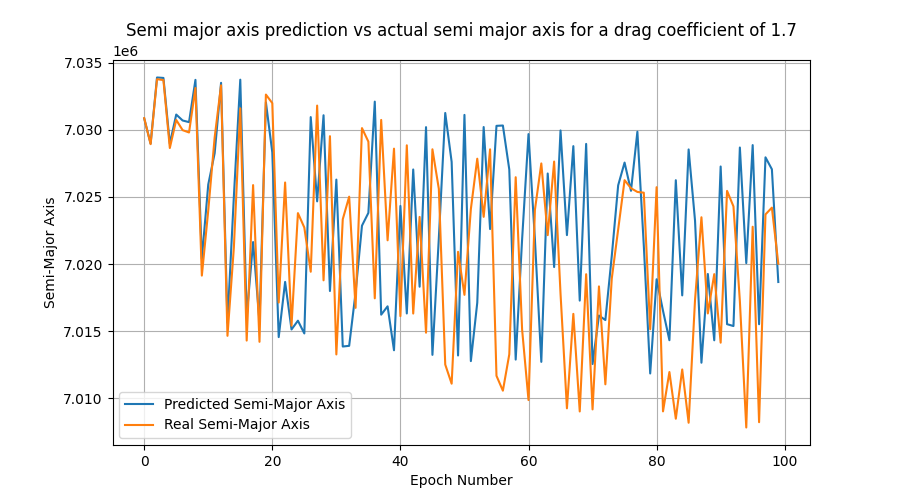 Semi major axis prediction vs actual semi major axis for a drag coefficient of 1.7
1e6
7.035
7.030
7.025
7.020
7.015
7.010
Semi-Major Axis
Predicted Semi-Major Axis
Real Semi-Major Axis
0 20 40 60 80 100
Epoch Number